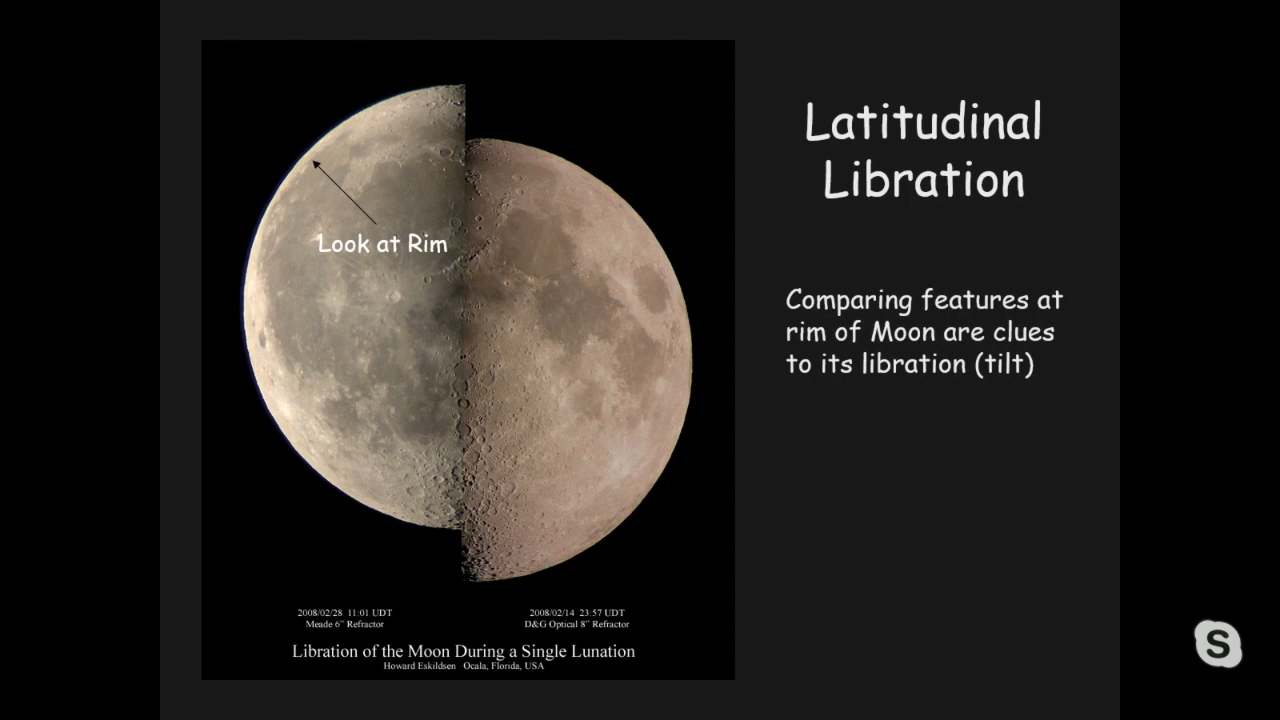 Latitudinal
Libration
Look at Rim
Comparing features at
rim of Moon are clues
to its libration (tilt)
2008/02/28 11:01 UDT
Meade 6" Refractor
2008/02/14 23:57 UDT
D&G Optical 8" Refractor
Libration of the Moon During a Single Lunation
Howard Eskildsen Ocala, Florida, USA
S